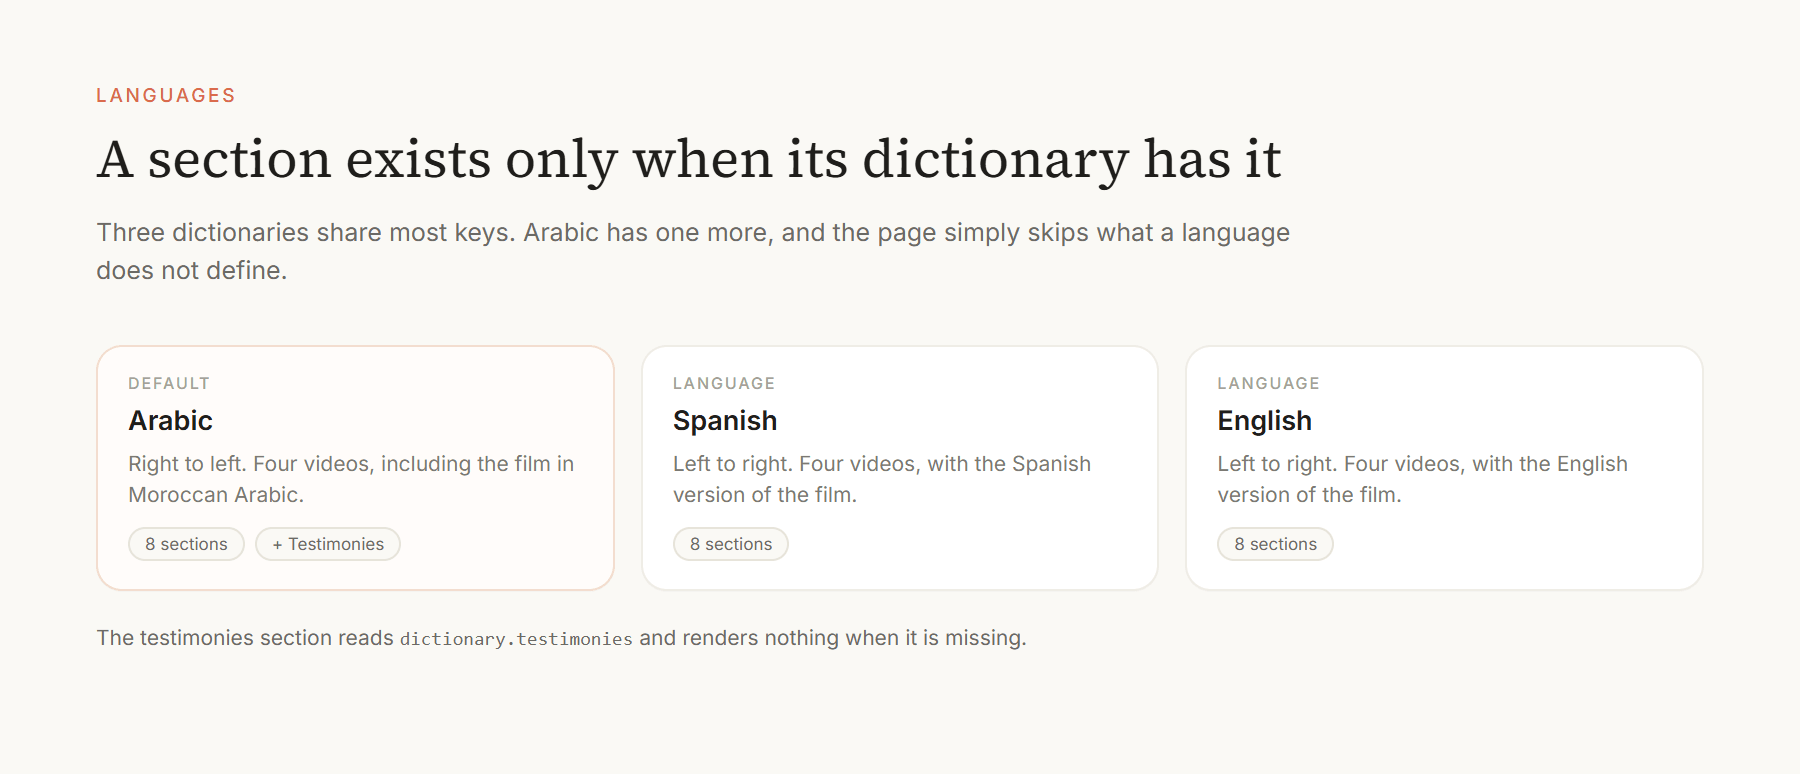 LANGUAGES
A section exists only when its dictionary has it
Three dictionaries share most keys. Arabic has one more, and the page simply skips what a language
does not define.
DEFAULT
Arabic
Right to left. Four videos, including the film in
Moroccan Arabic.
8 sections
+ Testimonies
LANGUAGE
Spanish
Left to right. Four videos, with the Spanish
version of the film.
8 sections
LANGUAGE
English
Left to right. Four videos, with the English
version of the film.
8 sections
The testimonies section reads dictionary.testimonies and renders nothing when it is missing.